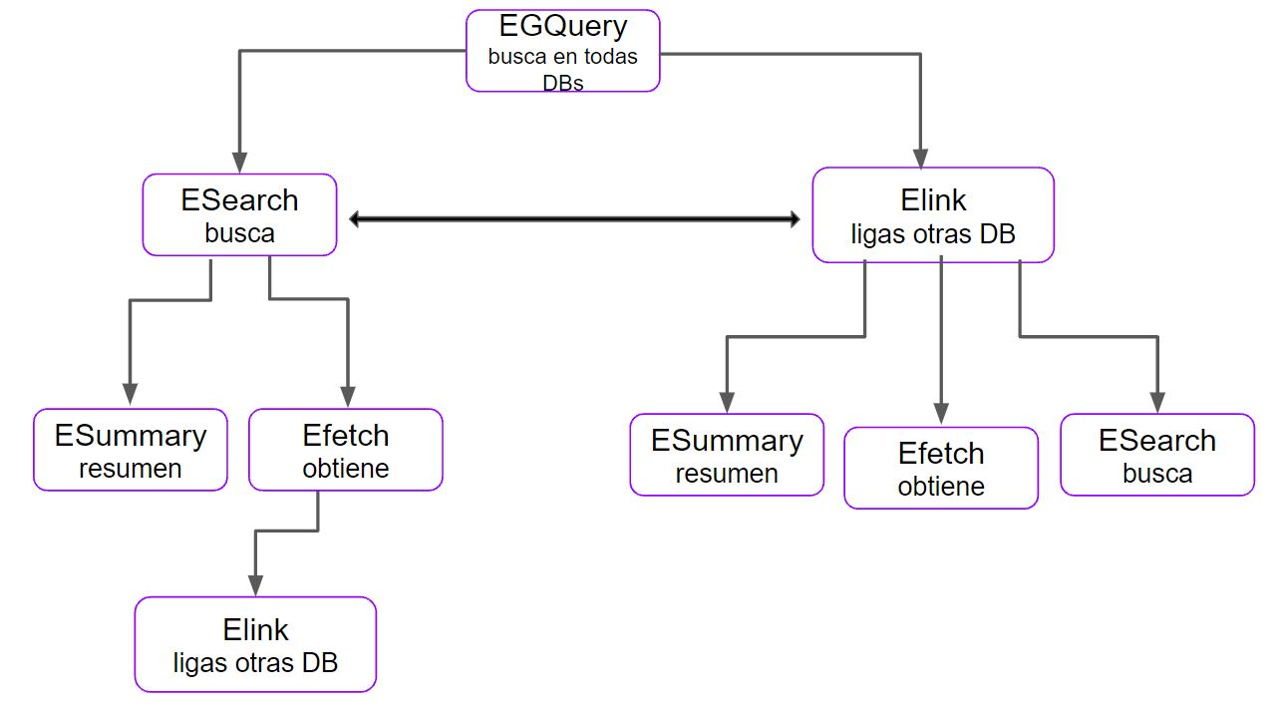 EGQuery
busca en todas
DBs
ESearch
busca
Elink
ligas otras DB
ESummary
resumen
Efetch
obtiene
ESummary
resumen
Efetch
obtiene
ESearch
busca
Elink
ligas otras DB